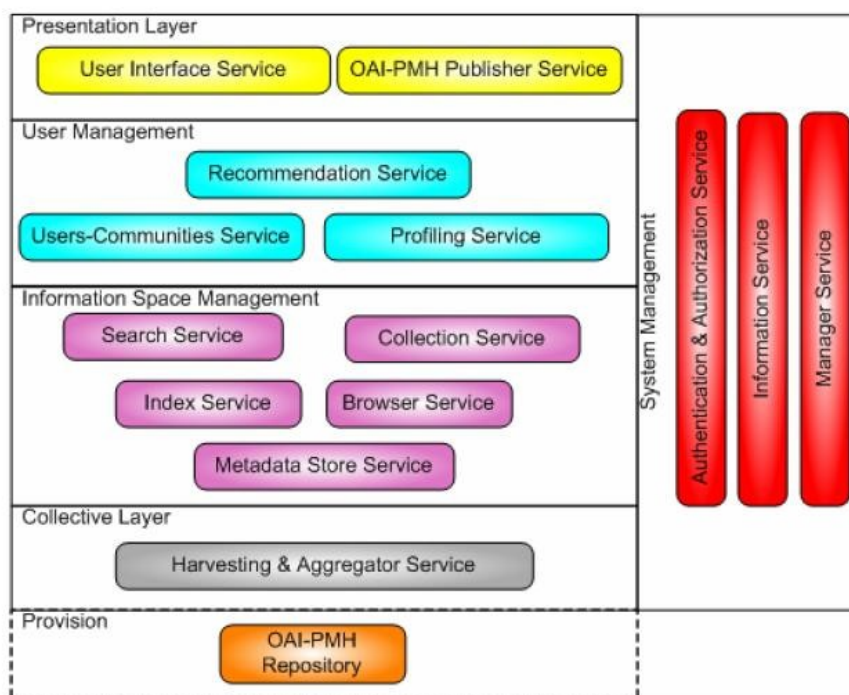 Presentation Layer
User Interface Service
OAI-PMH Publisher Service
User Management
Recommendation Service
Users-Communities Service
Profiling Service
Information Space Management
Search Service
Collection Service
Index Service
Browser Service
Metadata Store Service
Collective Layer
Harvesting & Aggregator Service
Provision
OAI-PMH
Repository
System Management
Authentication & Authorization Service
Information Service
Manager Service